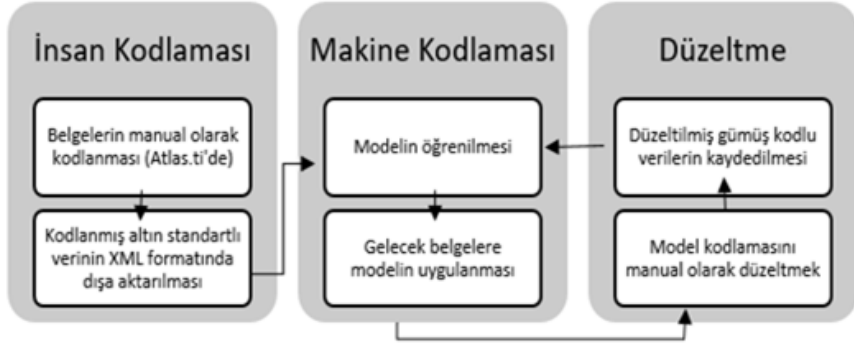 İnsan Kodlaması
Belgelerin manual olarak
kodlanması (Atlas.ti'de)
Kodlanmış altın standartlı
verinin XML formatında
dışa aktarılması
Makine Kodlaması
Modelin öğrenilmesi
Gelecek belgelere
modelin uygulanması
Düzeltme
Düzeltilmiş gümüş kodlu
verilerin kaydedilmesi
Model kodlamasını
manual olarak düzeltmek